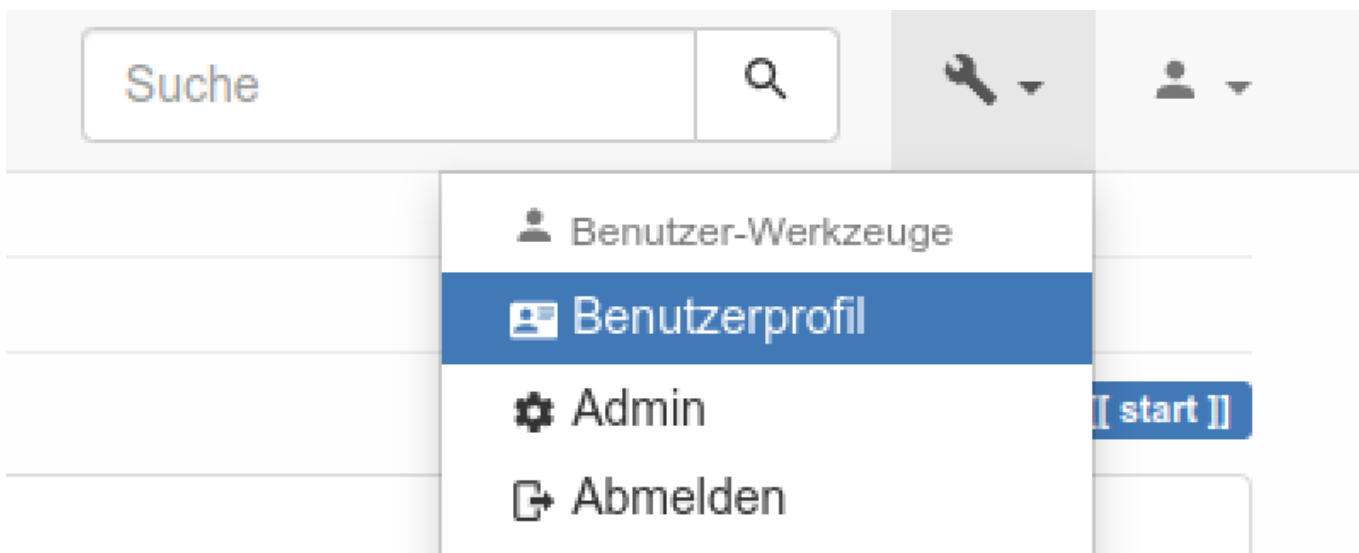 Suche
Benutzer-Werkzeuge
Benutzerprofil
Admin
[[ start ]]
Abmelden